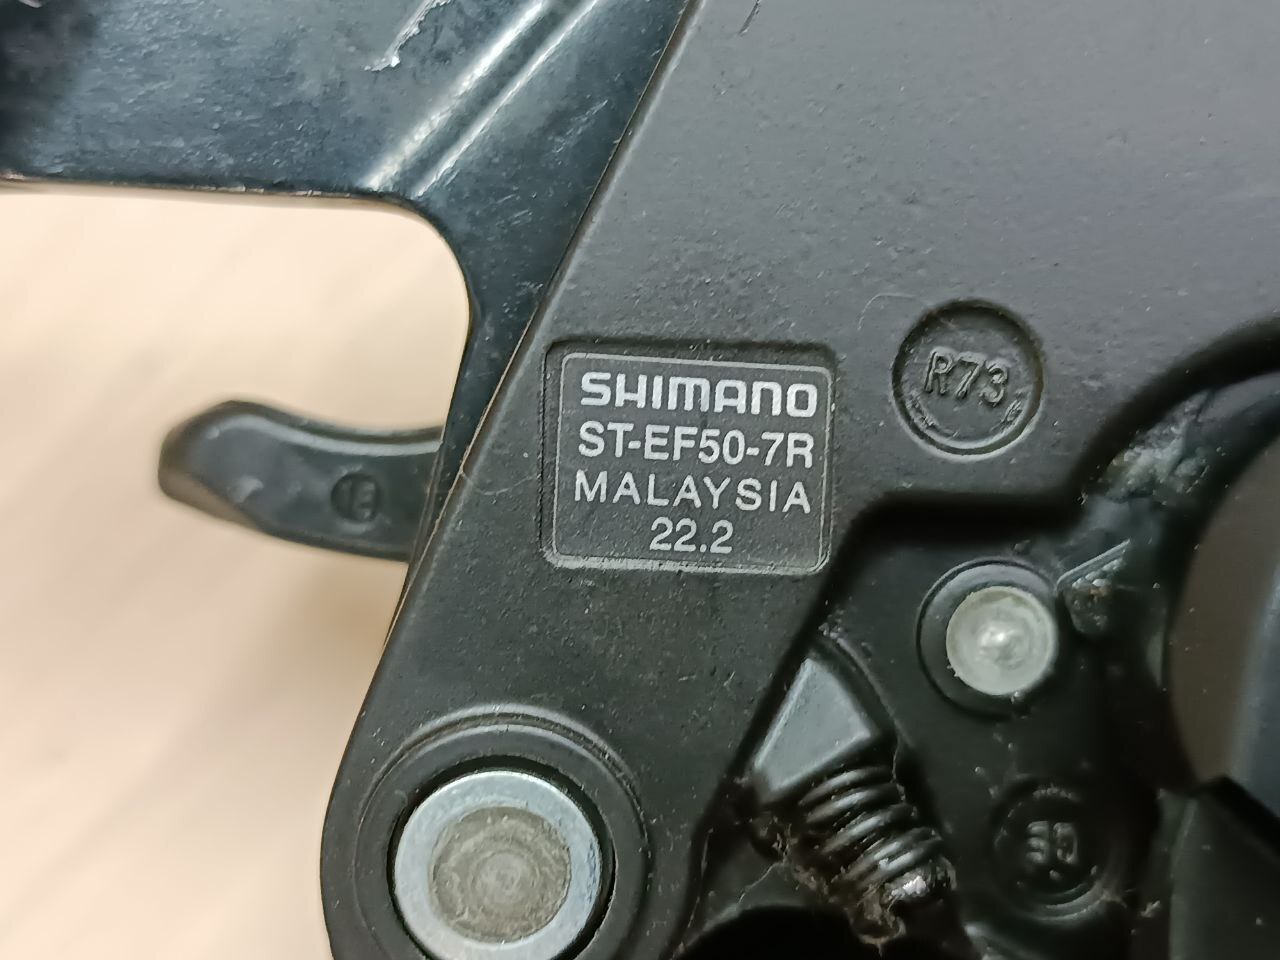 SHIMANO
ST-EF50-7R
MALAYSIA
22.2
R73